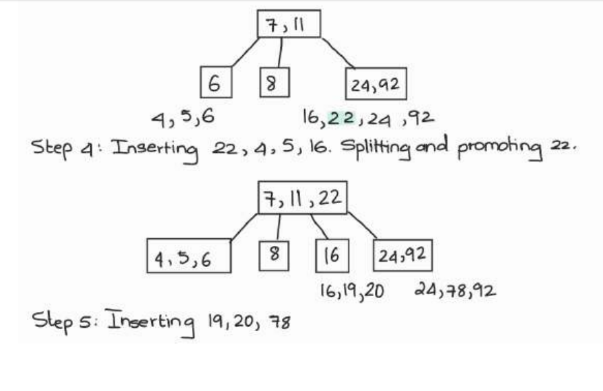 7, 11
6 8 24, 92
4, 5, 6 16, 22, 24, 92
Step 4: Inserting 22, 4, 5, 16. Splitting and promoting 22.
7, 11, 22
4, 5, 6 8 16 24, 92
16, 19, 20 24, 78, 92
Step 5: Inserting 19, 20, 78